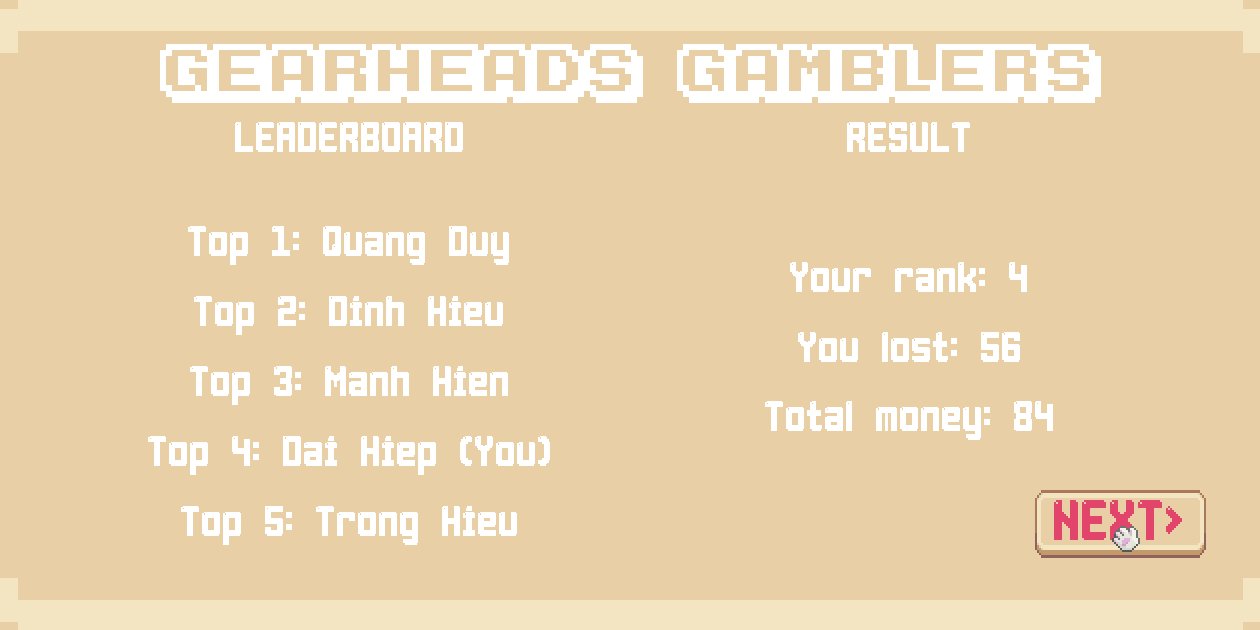 GEARHEADS GAMBLERS
LEADERBOARD
Top 1: Quang Duy
Top 2: Dinh Hieu
Top 3: Manh Hien
Top 4: Dai Hiep (You)
Top 5: Trong Hieu
RESULT
Your rank: 4
You lost: 56
Total money: 84
NEXT>